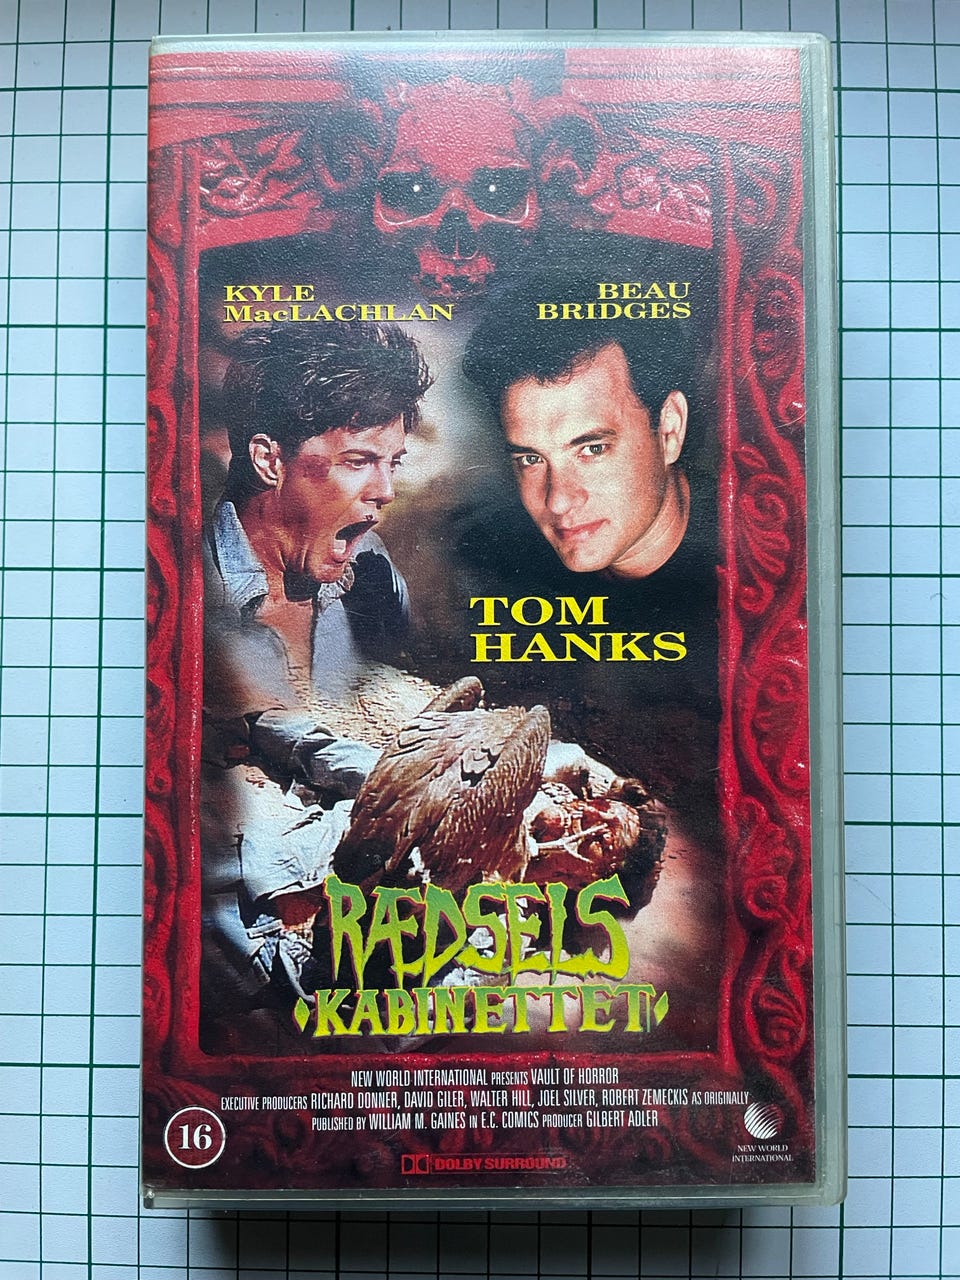 KYLE
MacLACHLAN
BEAU
BRIDGES
TOM
HANKS
RÆDSELS
KABINETTET
NEW WORLD INTERNATIONAL PRESENTS VAULT OF HORROR
EXECUTIVE PRODUCERS RICHARD DONNER, DAVID GILER, WALTER HILL, JOEL SILVER, ROBERT ZEMECKIS AS ORIGINALLY
PUBLISHED BY WILLIAM M. GAINES IN E.C. COMICS PRODUCER GILBERT ADLER
16
NEW WORLD
INTERNATIONAL
DOLBY SURROUND